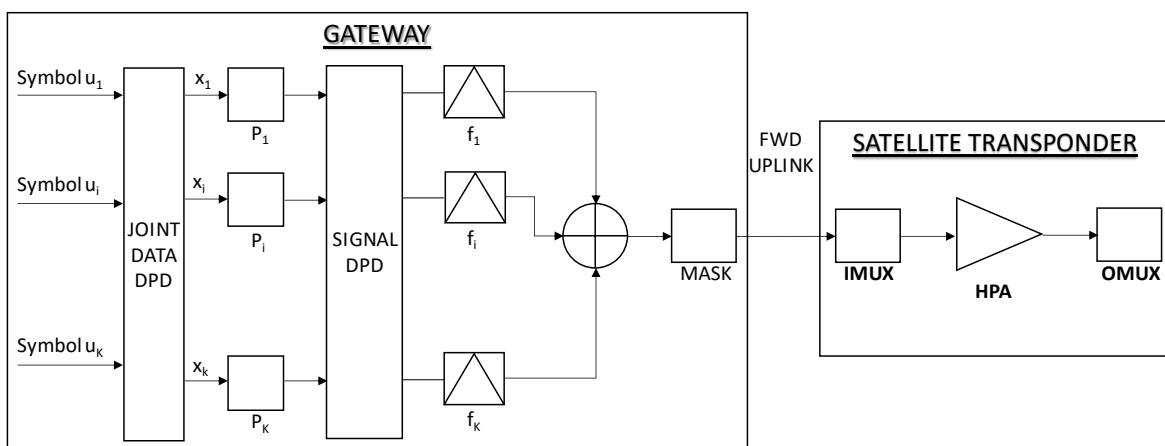 GATEWAY
Symbol u1
x1
P1
f1
Symbol ui
xi
Pi
fi
JOINT
DATA
DPD
SIGNAL
DPD
MASK
Symbol uK
xk
PK
fK
FWD
UPLINK
SATELLITE TRANSPONDER
IMUX
HPA
OMUX